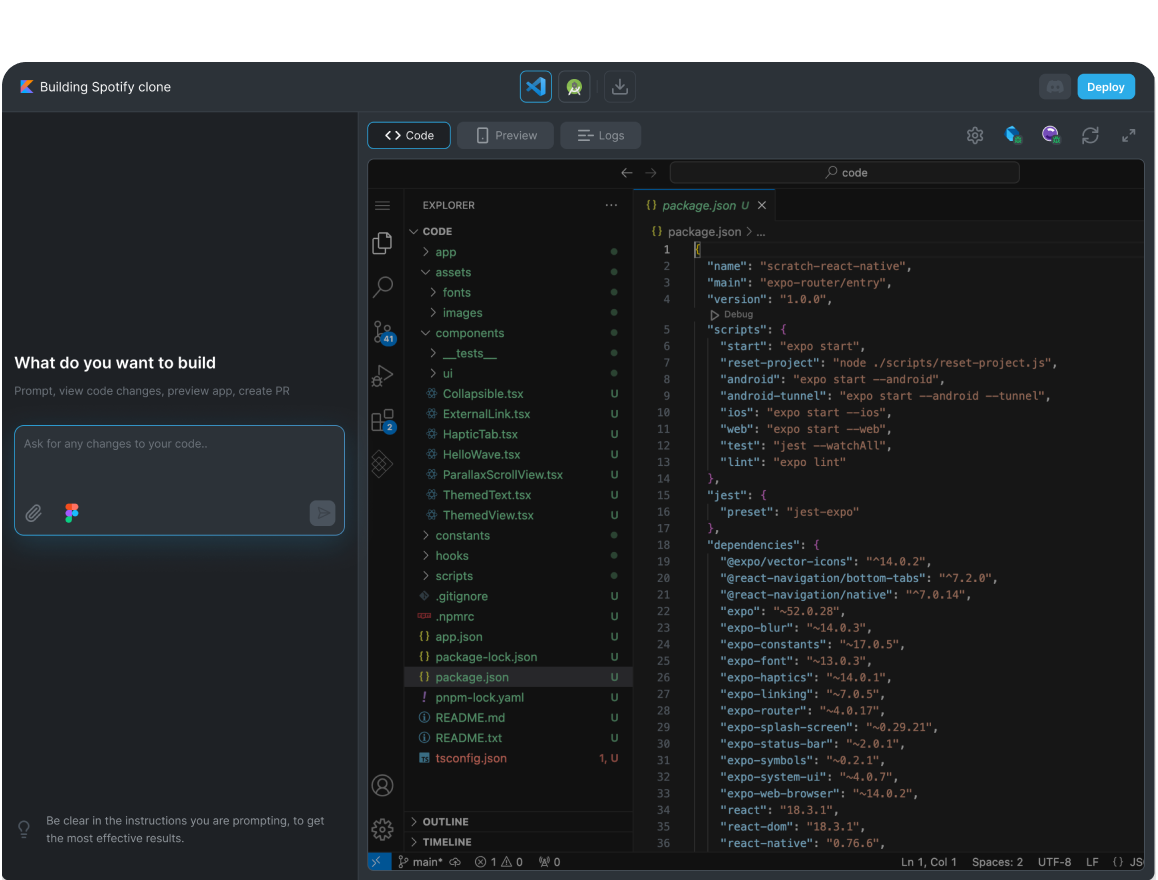 Building Spotify clone
Deploy
Code
Preview
Logs
What do you want to build
Prompt, view code changes, preview app, create PR
Ask for any changes to your code..
Be clear in the instructions you are prompting, to get
the most effective results.
code
41
2
EXPLORER
CODE
app
assets
fonts
images
components
__tests__
ui
Collapsible.tsx U
ExternalLink.tsx U
HapticTab.tsx U
HelloWave.tsx U
ParallaxScrollView.tsx U
ThemedText.tsx U
ThemedView.tsx U
constants
hooks
scripts
.gitignore U
.npmrc U
{} app.json U
{} package-lock.json U
{} package.json U
! pnpm-lock.yaml U
README.md U
README.txt U
tsconfig.json 1, U
OUTLINE
TIMELINE
{} package.json U
{} package.json > ...
1 {
2 "name": "scratch-react-native",
3 "main": "expo-router/entry",
4 "version": "1.0.0",
Debug
5 "scripts": {
6 "start": "expo start",
7 "reset-project": "node ./scripts/reset-project.js",
8 "android": "expo start --android",
9 "android-tunnel": "expo start --android --tunnel",
10 "ios": "expo start --ios",
11 "web": "expo start --web",
12 "test": "jest --watchAll",
13 "lint": "expo lint"
14 },
15 "jest": {
16 "preset": "jest-expo"
17 },
18 "dependencies": {
19 "@expo/vector-icons": "^14.0.2",
20 "@react-navigation/bottom-tabs": "^7.2.0",
21 "@react-navigation/native": "^7.0.14",
22 "expo": "~52.0.28",
23 "expo-blur": "~14.0.3",
24 "expo-constants": "~17.0.5",
25 "expo-font": "~13.0.3",
26 "expo-haptics": "~14.0.1",
27 "expo-linking": "~7.0.5",
28 "expo-router": "~4.0.17",
29 "expo-splash-screen": "~0.29.21",
30 "expo-status-bar": "~2.0.1",
31 "expo-symbols": "~0.2.1",
32 "expo-system-ui": "~4.0.7",
33 "expo-web-browser": "~14.0.2",
34 "react": "18.3.1",
35 "react-dom": "18.3.1",
36 "react-native": "0.76.6",
main* 1 0 0 Ln 1, Col 1 Spaces: 2 UTF-8 LF {} JS